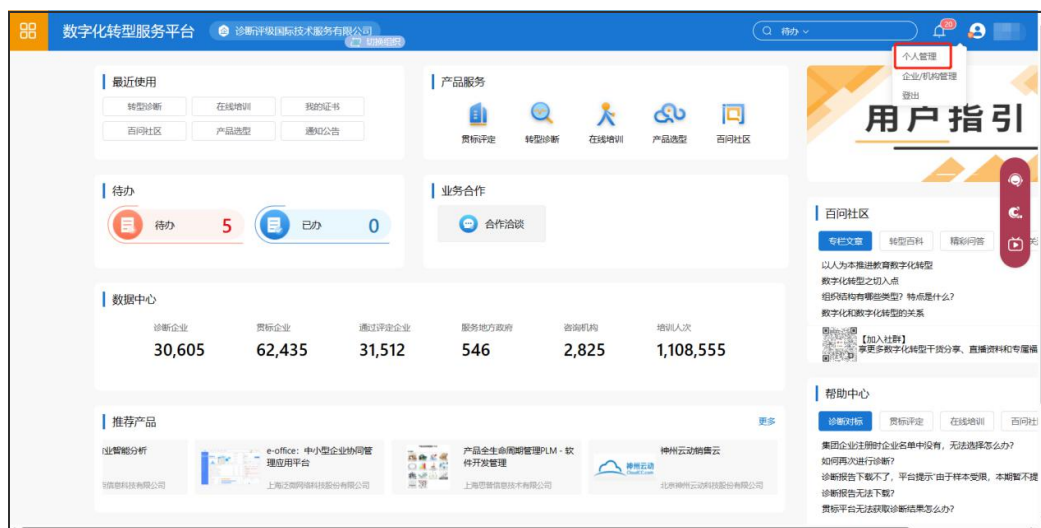 数字化转型服务平台
诊断评级国际技术服务有限公司
切换组织
待办
20
个人管理
企业/机构管理
登出
最近使用
转型诊断 在线培训 我的证书
百问社区 产品选型 通知公告
产品服务
贯标评定 转型诊断 在线培训 产品选型 百问社区
用户指引
待办
待办 5
已办 0
业务合作
合作洽谈
百问社区
专栏文章 转型百科 精彩问答
以人为本推进教育数字化转型
数字化转型之切入点
组织结构有哪些类型？特点是什么？
数字化和数字化转型的关系
【加入社群】
享更多数字化转型干货分享、直播资料和专属福
数据中心
诊断企业 贯标企业 通过评定企业 服务地方政府 咨询机构 培训人次
30,605 62,435 31,512 546 2,825 1,108,555
帮助中心
诊断对标 贯标评定 在线培训 百问社
集团企业注册时企业名单中没有，无法选择怎么办？
如何再次进行诊断？
诊断报告下载不了，平台提示"由于样本受限，本期暂不提
诊断报告无法下载？
贯标平台无法获取诊断结果怎么办？
推荐产品
更多
业智能分析
信息科技有限公司
e-office：中小型企业协同管
理应用平台
上海泛微网络科技股份有限公司
产品全生命周期管理PLM - 软
件开发管理
上海思普信息技术有限公司
神州云动
神州云动销售云
北京神州云动科技股份有限公司